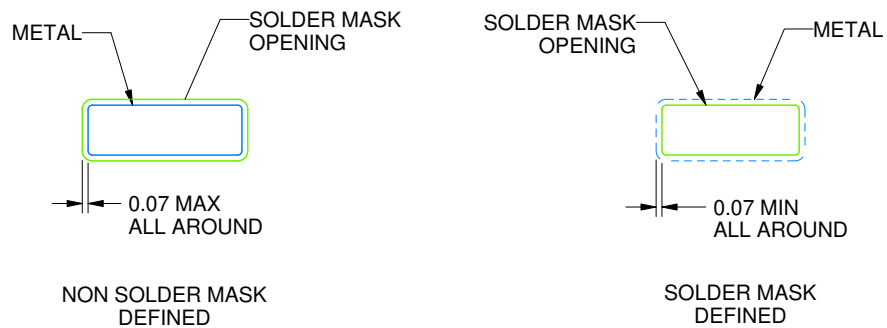 METAL
SOLDER MASK
OPENING
0.07 MAX
ALL AROUND
NON SOLDER MASK
DEFINED
SOLDER MASK
OPENING
METAL
0.07 MIN
ALL AROUND
SOLDER MASK
DEFINED